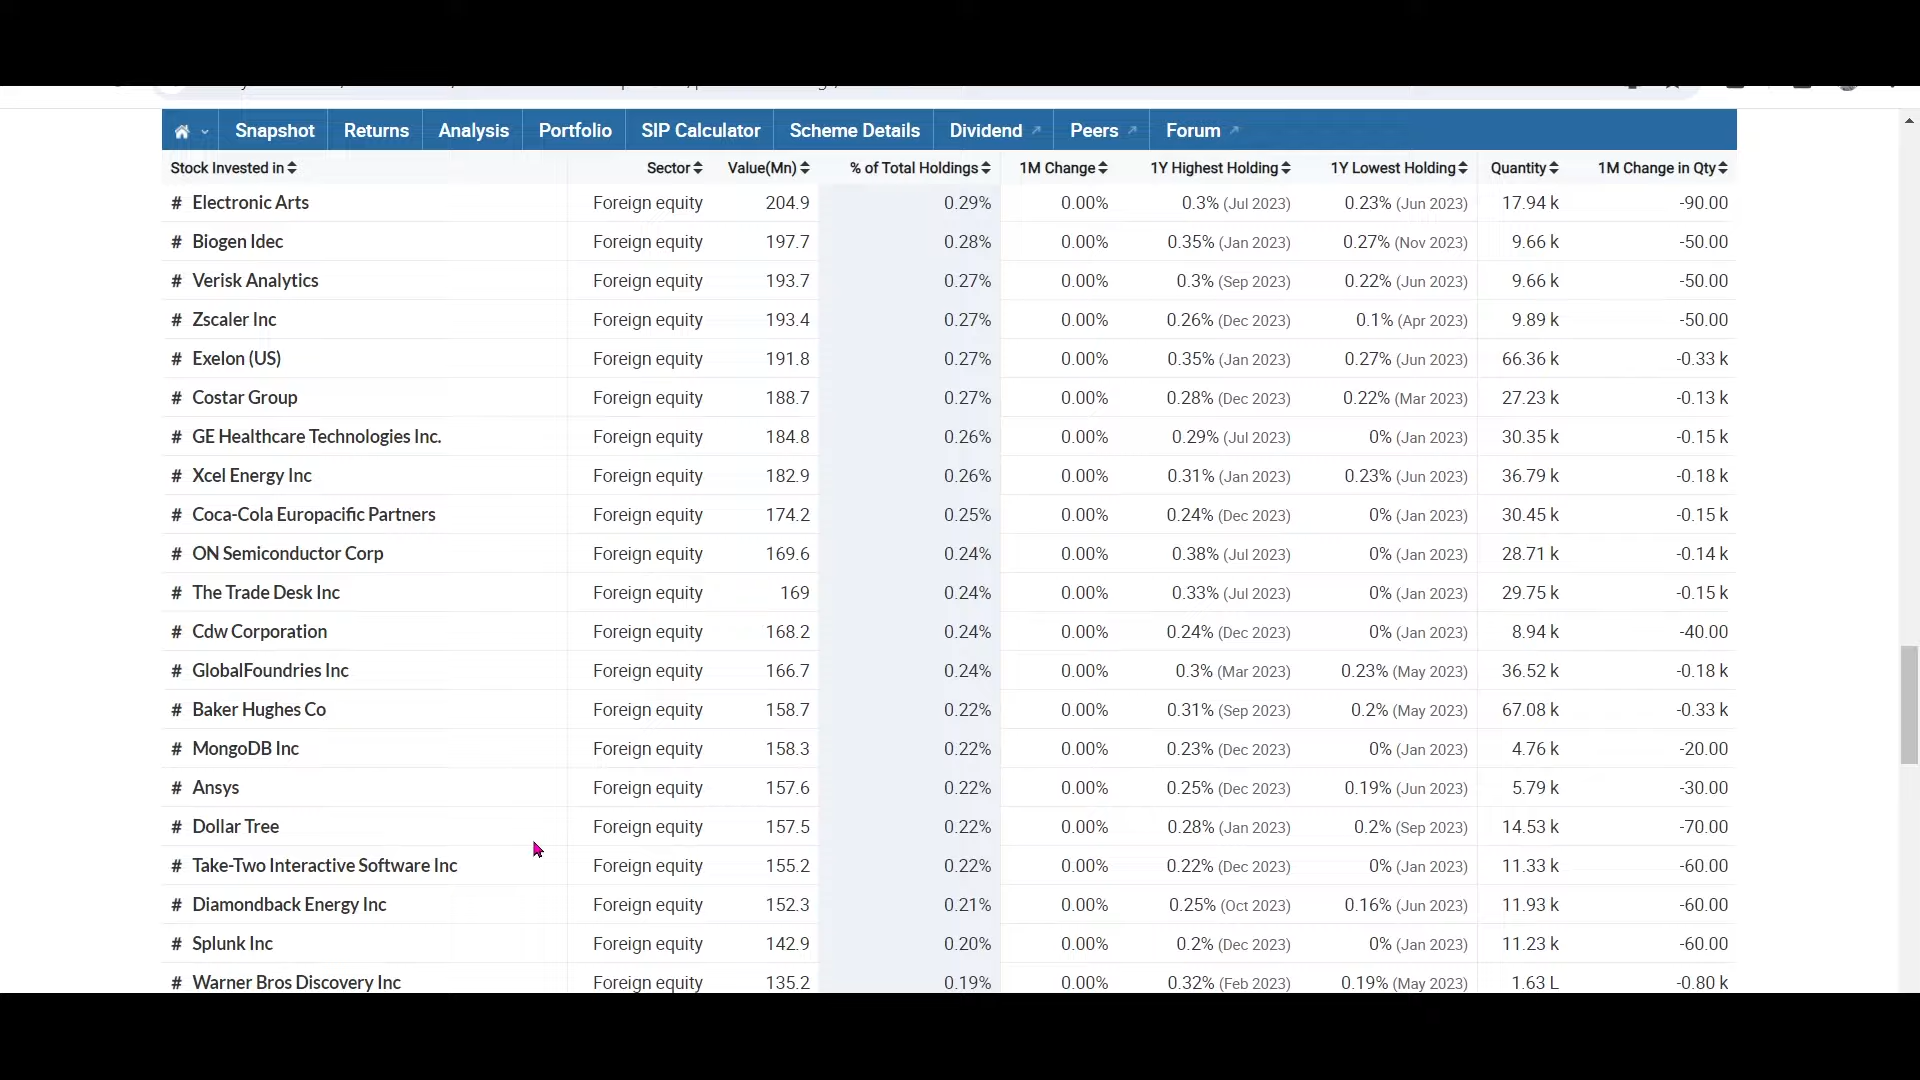 Snapshot Returns Analysis Portfolio SIP Calculator Scheme Details Dividend Peers Forum
Stock Invested in Sector Value(Mn) % of Total Holdings 1M Change 1Y Highest Holding 1Y Lowest Holding Quantity 1M Change in Qty
# Electronic Arts Foreign equity 204.9 0.29% 0.00% 0.3% (Jul 2023) 0.23% (Jun 2023) 17.94 k -90.00
# Biogen Idec Foreign equity 197.7 0.28% 0.00% 0.35% (Jan 2023) 0.27% (Nov 2023) 9.66 k -50.00
# Verisk Analytics Foreign equity 193.7 0.27% 0.00% 0.3% (Sep 2023) 0.22% (Jun 2023) 9.66 k -50.00
# Zscaler Inc Foreign equity 193.4 0.27% 0.00% 0.26% (Dec 2023) 0.1% (Apr 2023) 9.89 k -50.00
# Exelon (US) Foreign equity 191.8 0.27% 0.00% 0.35% (Jan 2023) 0.27% (Jun 2023) 66.36 k -0.33 k
# Costar Group Foreign equity 188.7 0.27% 0.00% 0.28% (Dec 2023) 0.22% (Mar 2023) 27.23 k -0.13 k
# GE Healthcare Technologies Inc. Foreign equity 184.8 0.26% 0.00% 0.29% (Jul 2023) 0% (Jan 2023) 30.35 k -0.15 k
# Xcel Energy Inc Foreign equity 182.9 0.26% 0.00% 0.31% (Jan 2023) 0.23% (Jun 2023) 36.79 k -0.18 k
# Coca-Cola Europacific Partners Foreign equity 174.2 0.25% 0.00% 0.24% (Dec 2023) 0% (Jan 2023) 30.45 k -0.15 k
# ON Semiconductor Corp Foreign equity 169.6 0.24% 0.00% 0.38% (Jul 2023) 0% (Jan 2023) 28.71 k -0.14 k
# The Trade Desk Inc Foreign equity 169 0.24% 0.00% 0.33% (Jul 2023) 0% (Jan 2023) 29.75 k -0.15 k
# Cdw Corporation Foreign equity 168.2 0.24% 0.00% 0.24% (Dec 2023) 0% (Jan 2023) 8.94 k -40.00
# GlobalFoundries Inc Foreign equity 166.7 0.24% 0.00% 0.3% (Mar 2023) 0.23% (May 2023) 36.52 k -0.18 k
# Baker Hughes Co Foreign equity 158.7 0.22% 0.00% 0.31% (Sep 2023) 0.2% (May 2023) 67.08 k -0.33 k
# MongoDB Inc Foreign equity 158.3 0.22% 0.00% 0.23% (Dec 2023) 0% (Jan 2023) 4.76 k -20.00
# Ansys Foreign equity 157.6 0.22% 0.00% 0.25% (Dec 2023) 0.19% (Jun 2023) 5.79 k -30.00
# Dollar Tree Foreign equity 157.5 0.22% 0.00% 0.28% (Jan 2023) 0.2% (Sep 2023) 14.53 k -70.00
# Take-Two Interactive Software Inc Foreign equity 155.2 0.22% 0.00% 0.22% (Dec 2023) 0% (Jan 2023) 11.33 k -60.00
# Diamondback Energy Inc Foreign equity 152.3 0.21% 0.00% 0.25% (Oct 2023) 0.16% (Jun 2023) 11.93 k -60.00
# Splunk Inc Foreign equity 142.9 0.20% 0.00% 0.2% (Dec 2023) 0% (Jan 2023) 11.23 k -60.00
# Warner Bros Discovery Inc Foreign equity 135.2 0.19% 0.00% 0.32% (Feb 2023) 0.19% (May 2023) 1.63 L -0.80 k